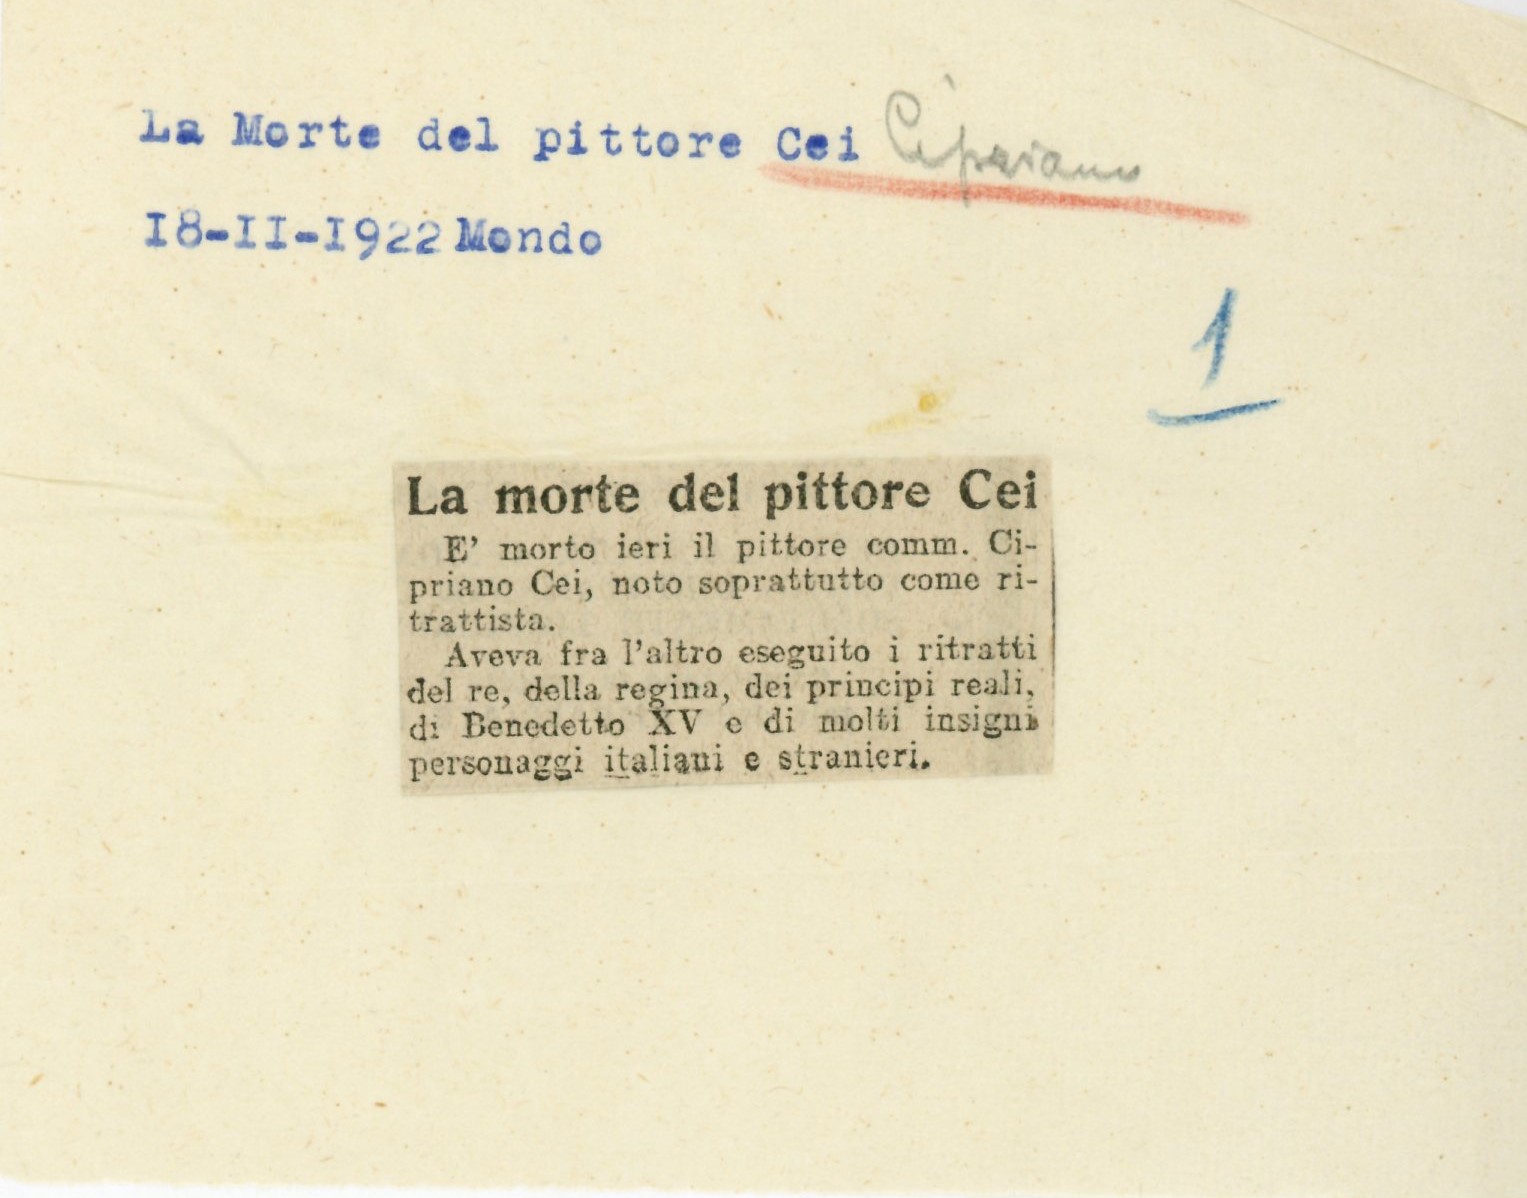 La Morte del pittore Cei Cipriano
I8-II-I922 Mondo
1
La morte del pittore Cei
E' morto ieri il pittore comm. Ci-
priano Cei, noto soprattutto come ri-
trattista.
Aveva fra l'altro eseguito i ritratti
del re, della regina, dei principi reali,
di Benedetto XV e di molti insigni
personaggi italiani e stranieri.